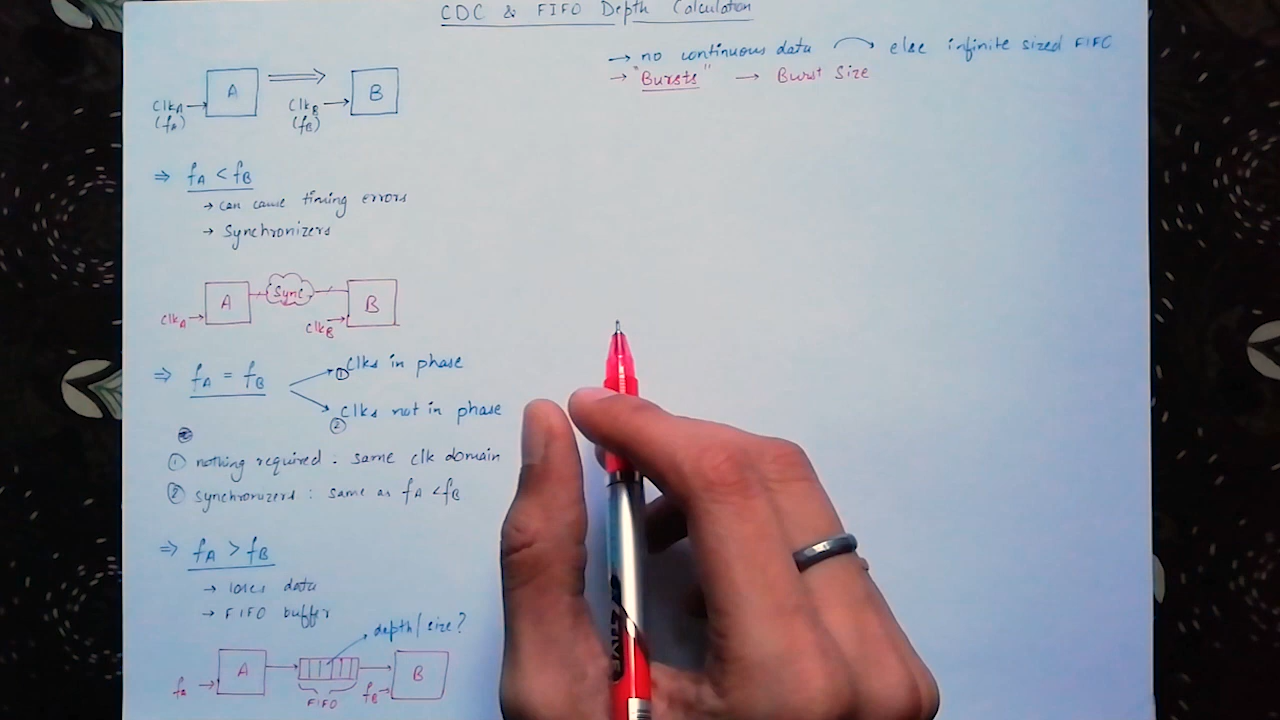 CDC & FIFO Depth Calculation
→ no continuous data → else infinite sized FIFO
→ "Bursts" → Burst Size
A ⇒ B
ClkA → ClkB →
(fA) (fB)
⇒ fA < fB
→ can cause timing errors
→ Synchronizers
A Sync B
ClkA → ClkB →
⇒ fA = fB
① Clks in phase
② Clks not in phase
① nothing required : same clk domain
② synchronizers : same as fA < fB
⇒ fA > fB
→ loses data
→ FIFO buffer
depth/size?
A B
fA → FIFO fB →